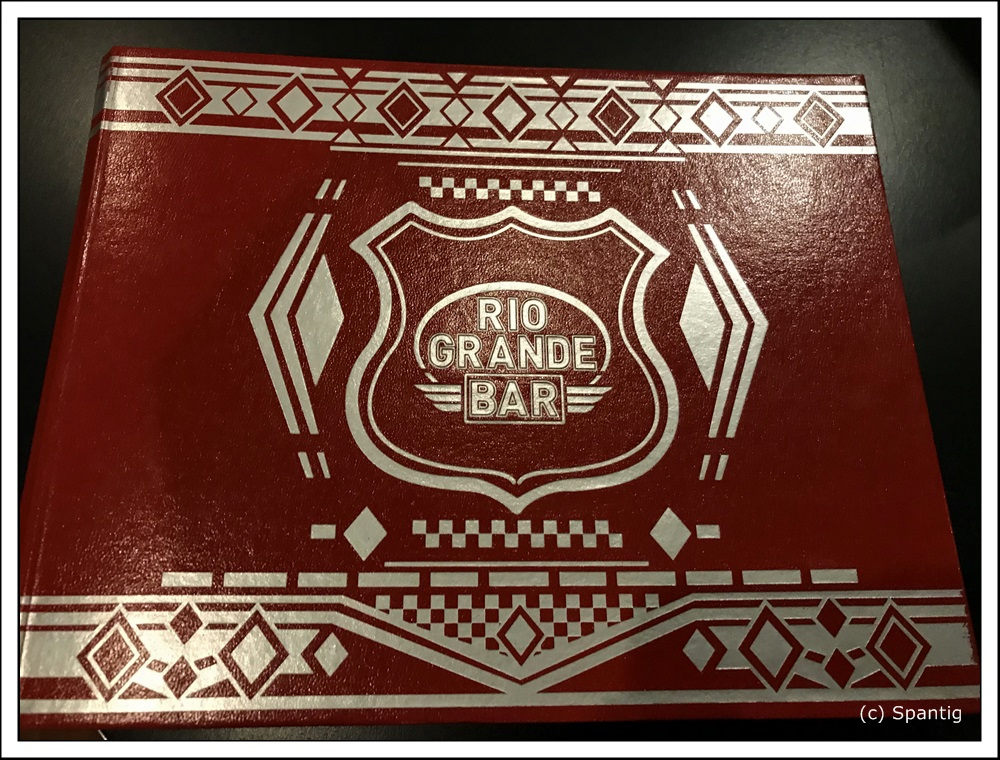 RIO
GRANDE
BAR
(c) Spantig